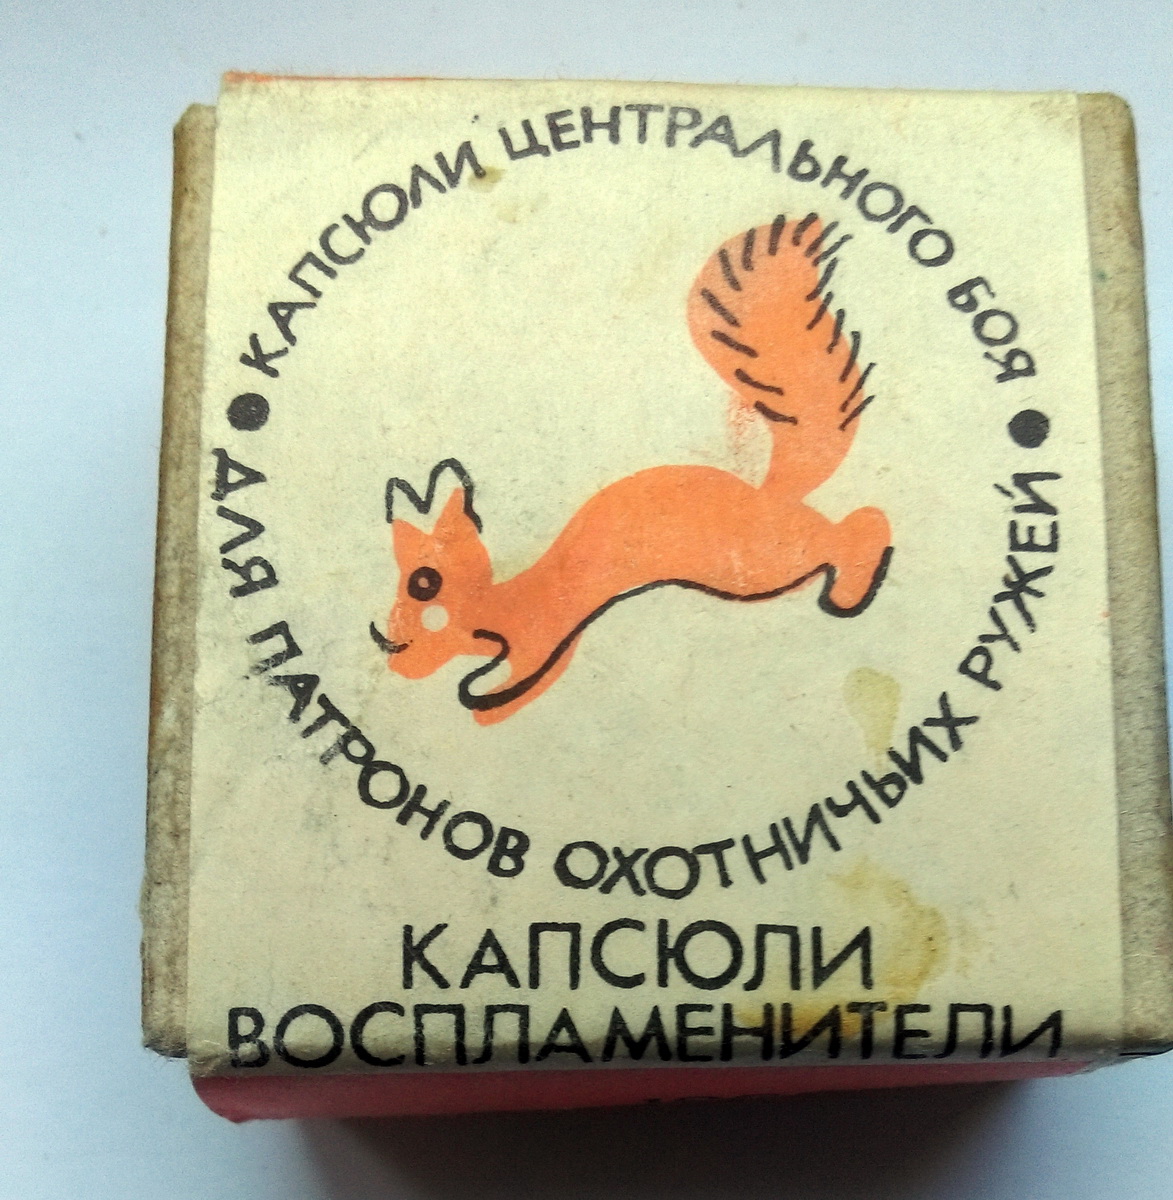 КАПСЮЛИ ЦЕНТРАЛЬНОГО БОЯ
ДЛЯ ПАТРОНОВ ОХОТНИЧЬИХ РУЖЕЙ
КАПСЮЛИ
ВОСПЛАМЕНИТЕЛИ